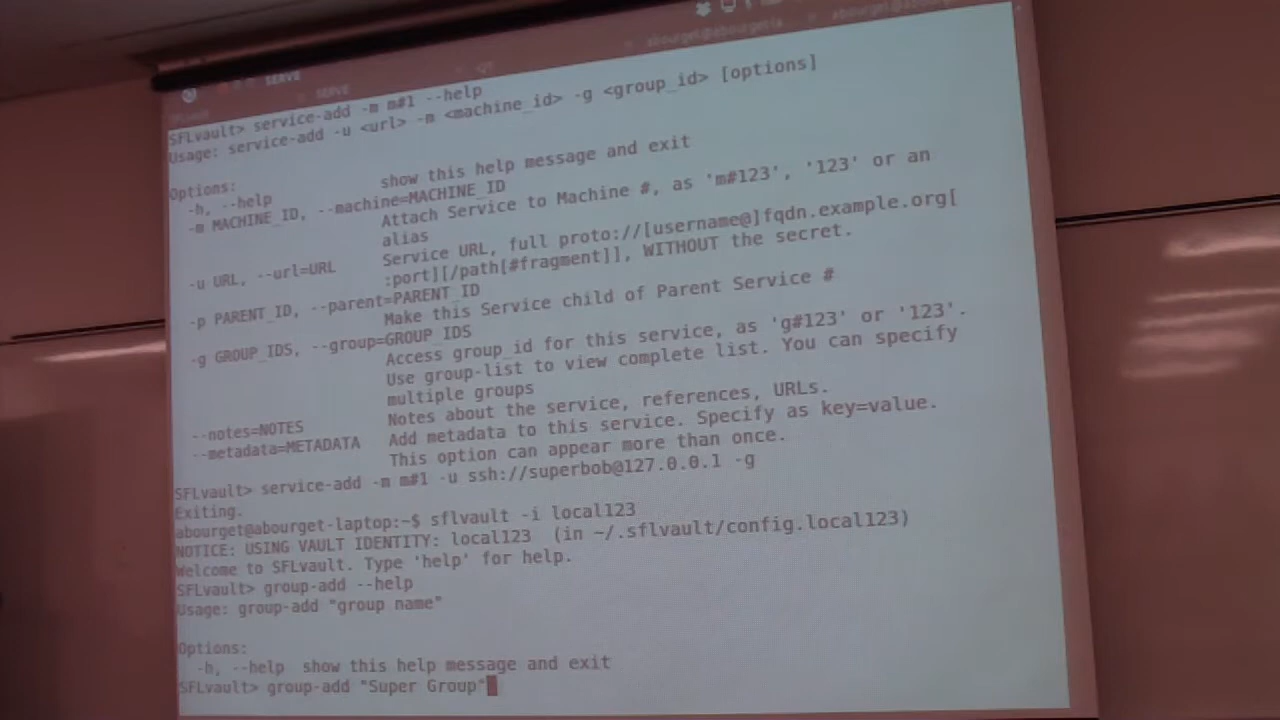 SERVE
SERVE
SFLvault> service-add -m m#1 --help
Usage: service-add -u <url> -m <machine_id> -g <group_id> [options]
Options:
-h, --help show this help message and exit
-m MACHINE_ID, --machine=MACHINE_ID
Attach Service to Machine #, as 'm#123', '123' or an
alias
-u URL, --url=URL Service URL, full proto://[username@]fqdn.example.org[
:port][/path[#fragment]], WITHOUT the secret.
-p PARENT_ID, --parent=PARENT_ID
Make this Service child of Parent Service #
-g GROUP_IDS, --group=GROUP_IDS
Access group_id for this service, as 'g#123' or '123'.
Use group-list to view complete list. You can specify
multiple groups
--notes=NOTES Notes about the service, references, URLs.
--metadata=METADATA Add metadata to this service. Specify as key=value.
This option can appear more than once.
SFLvault> service-add -m m#1 -u ssh://superbob@127.0.0.1 -g
Exiting.
abourget@abourget-laptop:~$ sflvault -i local123
NOTICE: USING VAULT IDENTITY: local123 (in ~/.sflvault/config.local123)
Welcome to SFLvault. Type 'help' for help.
SFLvault> group-add --help
Usage: group-add "group name"
Options:
-h, --help show this help message and exit
SFLvault> group-add "Super Group"